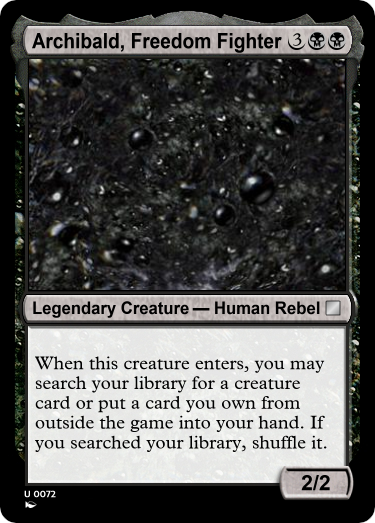 Archibald, Freedom Fighter 3
Legendary Creature — Human Rebel
When this creature enters, you may
search your library for a creature
card or put a card you own from
outside the game into your hand. If
you searched your library, shuffle it.
2/2
U 0072